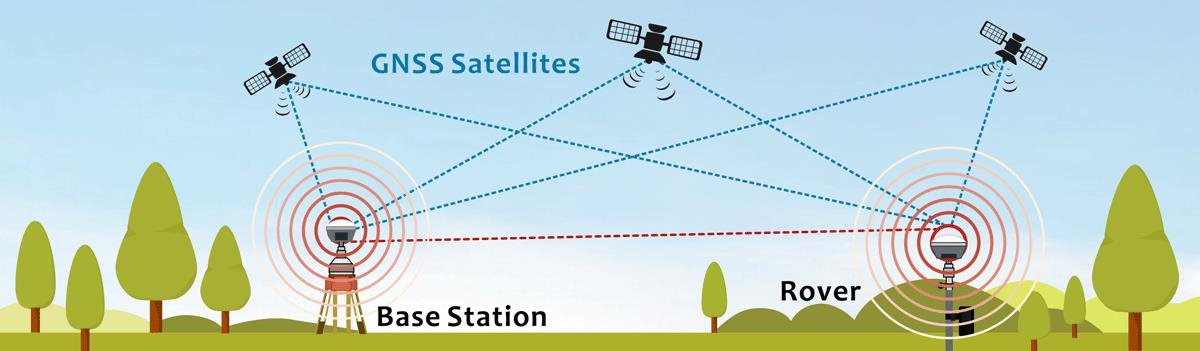 GNSS Satellites
Rover
Base Station